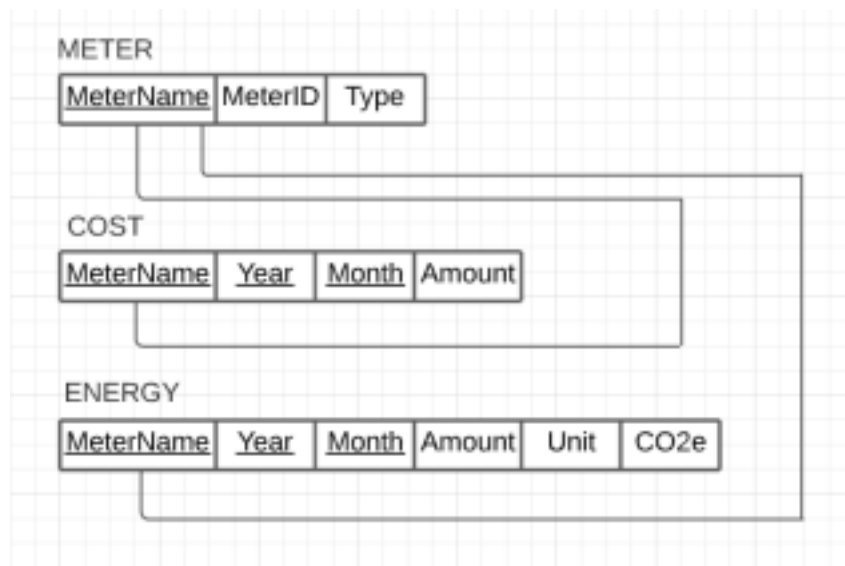 METER
MeterName MeterID Type
COST
MeterName Year Month Amount
ENERGY
MeterName Year Month Amount Unit CO2e